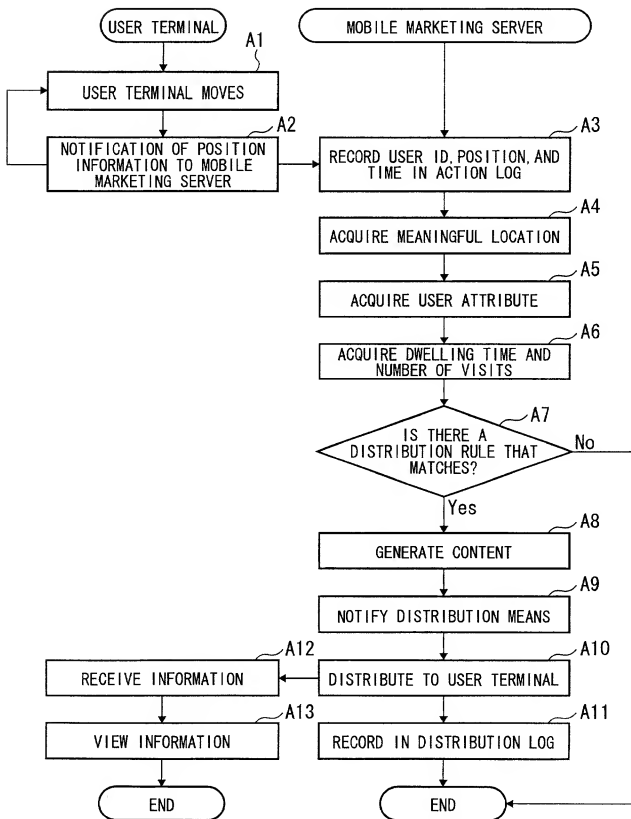 USER TERMINAL
MOBILE MARKETING SERVER
A1
USER TERMINAL MOVES
A2
NOTIFICATION OF POSITION
INFORMATION TO MOBILE
MARKETING SERVER
A3
RECORD USER ID, POSITION, AND
TIME IN ACTION LOG
A4
ACQUIRE MEANINGFUL LOCATION
A5
ACQUIRE USER ATTRIBUTE
A6
ACQUIRE DWELLING TIME AND
NUMBER OF VISITS
A7
IS THERE A
DISTRIBUTION RULE THAT
MATCHES?
No
Yes
A8
GENERATE CONTENT
A9
NOTIFY DISTRIBUTION MEANS
A10
DISTRIBUTE TO USER TERMINAL
A12
RECEIVE INFORMATION
A11
RECORD IN DISTRIBUTION LOG
A13
VIEW INFORMATION
END
END